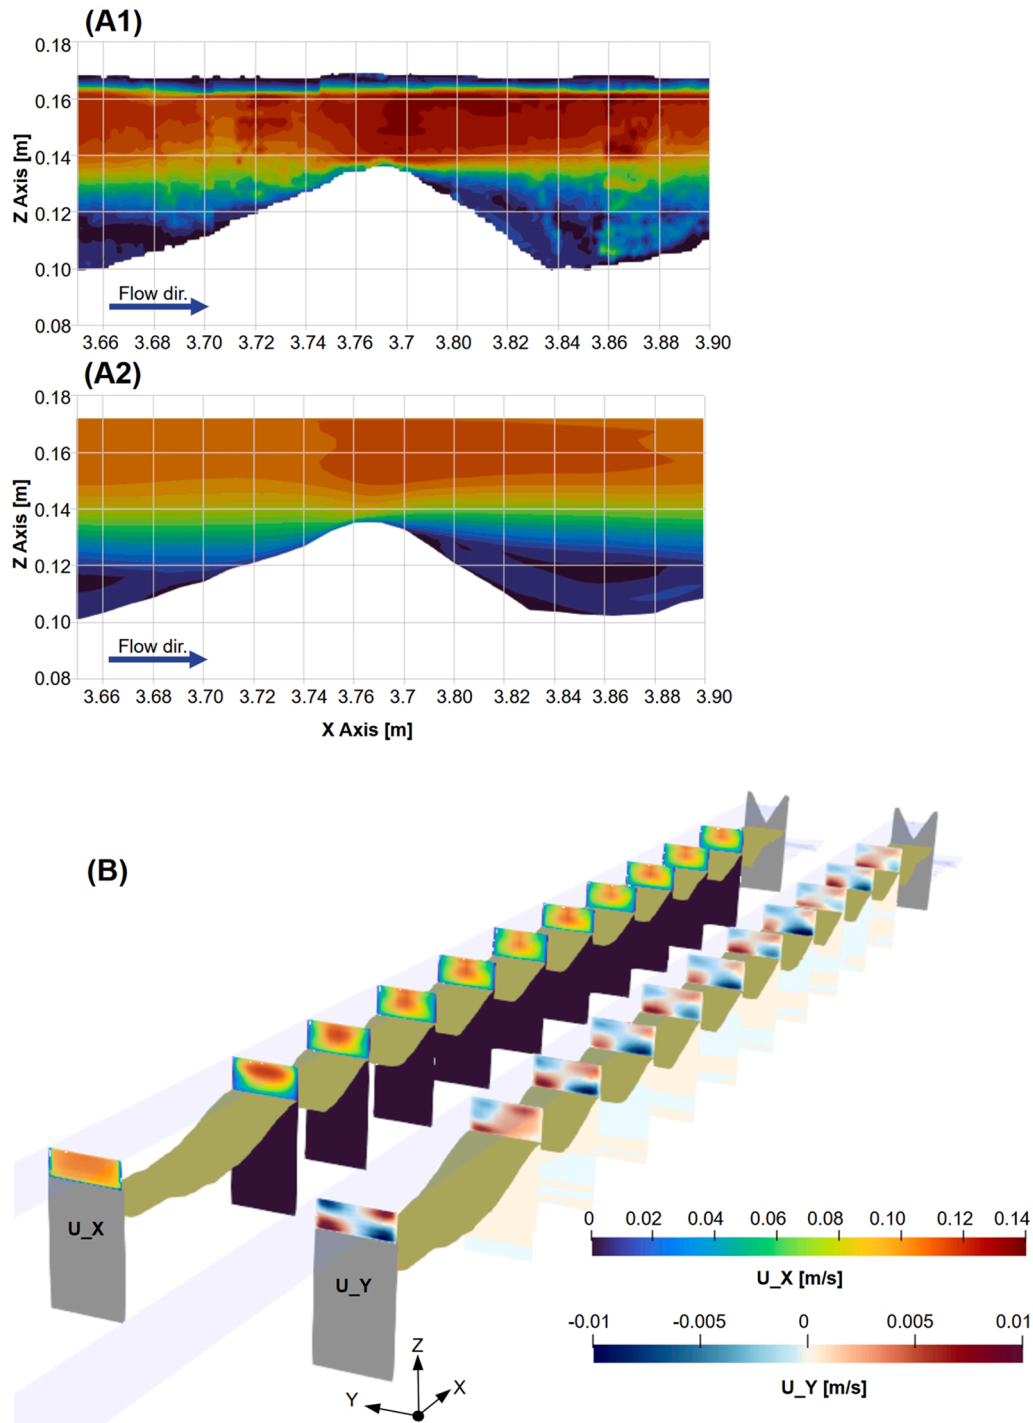 (A1)
0.18
0.16
0.14
0.12
0.10
0.08
Z Axis [m]
Flow dir.
3.66 3.68 3.70 3.72 3.74 3.76 3.7 3.80 3.82 3.84 3.86 3.88 3.90
(A2)
0.18
0.16
0.14
0.12
0.10
0.08
Z Axis [m]
Flow dir.
3.66 3.68 3.70 3.72 3.74 3.76 3.7 3.80 3.82 3.84 3.86 3.88 3.90
X Axis [m]
(B)
U_X
U_Y
0 0.02 0.04 0.06 0.08 0.10 0.12 0.14
U_X [m/s]
-0.01 -0.005 0 0.005 0.01
U_Y [m/s]
Z
Y
X